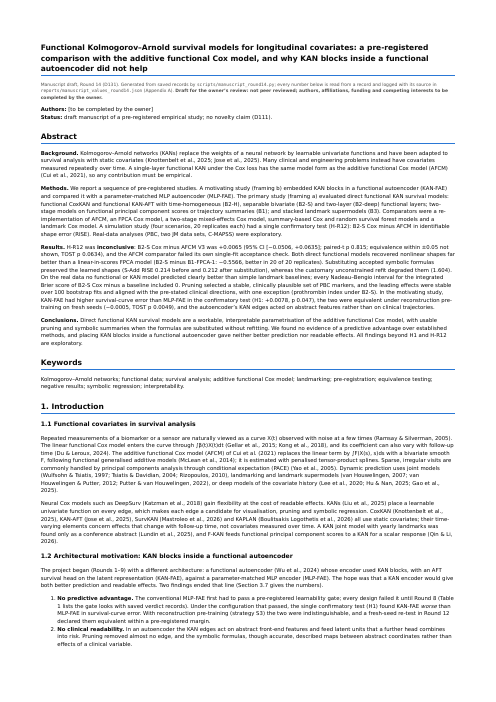 Functional Kolmogorov–Arnold survival models for longitudinal covariates: a pre-registered
comparison with the additive functional Cox model, and why KAN blocks inside a functional
autoencoder did not help
Manuscript draft, Round 14 (D131). Generated from saved records by scripts/manuscript_round14.py; every number below is read from a record and tagged with its source in
reports/manuscript_values_round14.json (Appendix A). Draft for the owner's review: not peer reviewed; authors, affiliations, funding and competing interests to be
completed by the owner.
Authors: [to be completed by the owner]
Status: draft manuscript; no superiority claim; no novelty claim (D111).
Abstract
Background. Kolmogorov–Arnold networks (KANs) replace the weights of a neural network by learnable univariate functions and have been adapted to
survival analysis with static covariates (Knottenbelt et al., 2025; Jose et al., 2025). Many clinical and engineering problems instead have covariates
measured repeatedly over time. A single-layer functional KAN under the Cox loss has the same model form as the additive functional Cox model (AFCM)
(Cui et al., 2021), so any contribution must be empirical.
Methods. We report a sequence of pre-registered studies. A motivating study (framing b) embedded KAN blocks in a functional autoencoder (KAN-FAE)
and compared it with a parameter-matched MLP autoencoder (MLP-FAE). The primary study (framing a) evaluated direct functional KAN survival models:
functional CoxKAN and functional KAN-AFT with time-homogeneous (B2-H), separable bivariate (B2-S) and two-layer (B2-deep) functional layers; two-
stage models on functional principal component scores or trajectory summaries (B1); and stacked landmark supermodels (B3). Comparators were a re-
implementation of AFCM, an FPCA Cox model, a two-stage mixed-effects Cox model, summary-based Cox and random survival forest models and a
landmark Cox model. A simulation study (four scenarios, 20 replicates each) had a single confirmatory test (H-R12): B2-S Cox minus AFCM in identifiable
shape error (RISE). Real-data analyses (PBC, two JM data sets, C-MAPSS) were exploratory.
Results. H-R12 was inconclusive: B2-S Cox minus AFCM V3 was +0.0065 (95% CI [−0.0506, +0.0635]; paired-t p 0.815; equivalence within ±0.05 not
shown, TOST p 0.0634), and the AFCM comparator failed its own single-fit acceptance check. Both direct functional models recovered nonlinear shapes far
better than a linear-in-scores FPCA model (B2-S minus B1-FPCA-1: −0.5566, better in 20 of 20 replicates). Substituting accepted symbolic formulas
preserved the learned shapes (S-Add RISE 0.214 before and 0.212 after substitution), whereas the customary unconstrained refit degraded them (1.604).
On the real data no functional or KAN model predicted clearly better than simple landmark baselines; every Nadeau-Bengio interval for the integrated
Brier score of B2-S Cox minus a baseline included 0. Pruning selected a stable, clinically plausible set of PBC markers, and the leading effects were stable
over 100 bootstrap fits and aligned with the pre-stated clinical directions, with one exception (prothrombin index under B2-S). In the motivating study,
KAN-FAE had higher survival-curve error than MLP-FAE in the confirmatory test (H1: +0.0078, p 0.047), the two were equivalent under reconstruction pre-
training on fresh seeds (−0.0005, TOST p 0.0049), and the autoencoder's KAN edges acted on abstract features rather than on clinical trajectories.
Conclusions. Direct functional KAN survival models are a workable, interpretable parametrisation of the additive functional Cox model, with usable
pruning and symbolic summaries when the formulas are substituted without refitting. We found no evidence of a predictive advantage over established
methods, and placing KAN blocks inside a functional autoencoder gave neither better prediction nor readable effects. All findings beyond H1 and H-R12
are exploratory.
Keywords
Kolmogorov–Arnold networks; functional data; survival analysis; additive functional Cox model; landmarking; pre-registration; equivalence testing;
negative results; symbolic regression; interpretability.
1. Introduction
1.1 Functional covariates in survival analysis
Repeated measurements of a biomarker or a sensor are naturally viewed as a curve X(t) observed with noise at a few times (Ramsay & Silverman, 2005).
The linear functional Cox model enters the curve through ∫β(t)X(t)dt (Gellar et al., 2015; Kong et al., 2018), and its coefficient can also vary with follow-up
time (Du & Leroux, 2024). The additive functional Cox model (AFCM) of Cui et al. (2021) replaces the linear term by ∫F(X(s), s)ds with a bivariate smooth
F, following functional generalised additive models (McLean et al., 2014); it is estimated with penalised tensor-product splines. Sparse, irregular visits are
commonly handled by principal components analysis through conditional expectation (PACE) (Yao et al., 2005). Dynamic prediction uses joint models
(Wulfsohn & Tsiatis, 1997; Tsiatis & Davidian, 2004; Rizopoulos, 2010), landmarking and landmark supermodels (van Houwelingen, 2007; van
Houwelingen & Putter, 2012; Putter & van Houwelingen, 2022), or deep models of the covariate history (Lee et al., 2020; Hu & Nan, 2025; Gao et al.,
2025).
Neural Cox models such as DeepSurv (Katzman et al., 2018) gain flexibility at the cost of readable effects. KANs (Liu et al., 2025) place a learnable
univariate function on every edge, which makes each edge a candidate for visualisation, pruning and symbolic regression. CoxKAN (Knottenbelt et al.,
2025), KAN-AFT (Jose et al., 2025), SurvKAN (Mastroleo et al., 2026) and KAPLAN (Boulitsakis Logothetis et al., 2026) all use static covariates; their time-
varying elements concern effects that change with follow-up time, not covariates measured over time. A KAN joint model with yearly landmarks was
found only as a conference abstract (Lundin et al., 2025), and F-KAN feeds functional principal component scores to a KAN for a scalar response (Qin & Li,
2026).
1.2 Architectural motivation: KAN blocks inside a functional autoencoder
The project began (Rounds 1–9) with a different architecture: a functional autoencoder (Wu et al., 2024) whose encoder used KAN blocks, with an AFT
survival head on the latent representation (KAN-FAE), against a parameter-matched MLP encoder (MLP-FAE). The hope was that a KAN encoder would give
both better prediction and readable effects. Two findings ended that line (Section 3.7 gives the numbers).
1. No predictive advantage. The conventional MLP-FAE first had to pass a pre-registered learnability gate; every design failed it until Round 8 (Table
1 lists the gate looks with saved verdict records). Under the configuration that passed, the single confirmatory test (H1) found KAN-FAE worse than
MLP-FAE in survival-curve error. With reconstruction pre-training (strategy S3) the two were indistinguishable, and a fresh-seed re-test in Round 12
declared them equivalent within a pre-registered margin.
2. No clinical readability. In an autoencoder the KAN edges act on abstract front-end features and feed latent units that a further head combines
into risk. Pruning removed almost no edge, and the symbolic formulas, though accurate, described maps between abstract coordinates rather than
effects of a clinical variable.